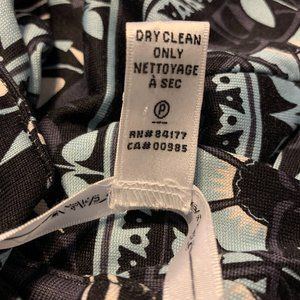 DRY CLEAN
ONLY
NETTOYAGE
À SEC
P
RN#84177
CA#00985